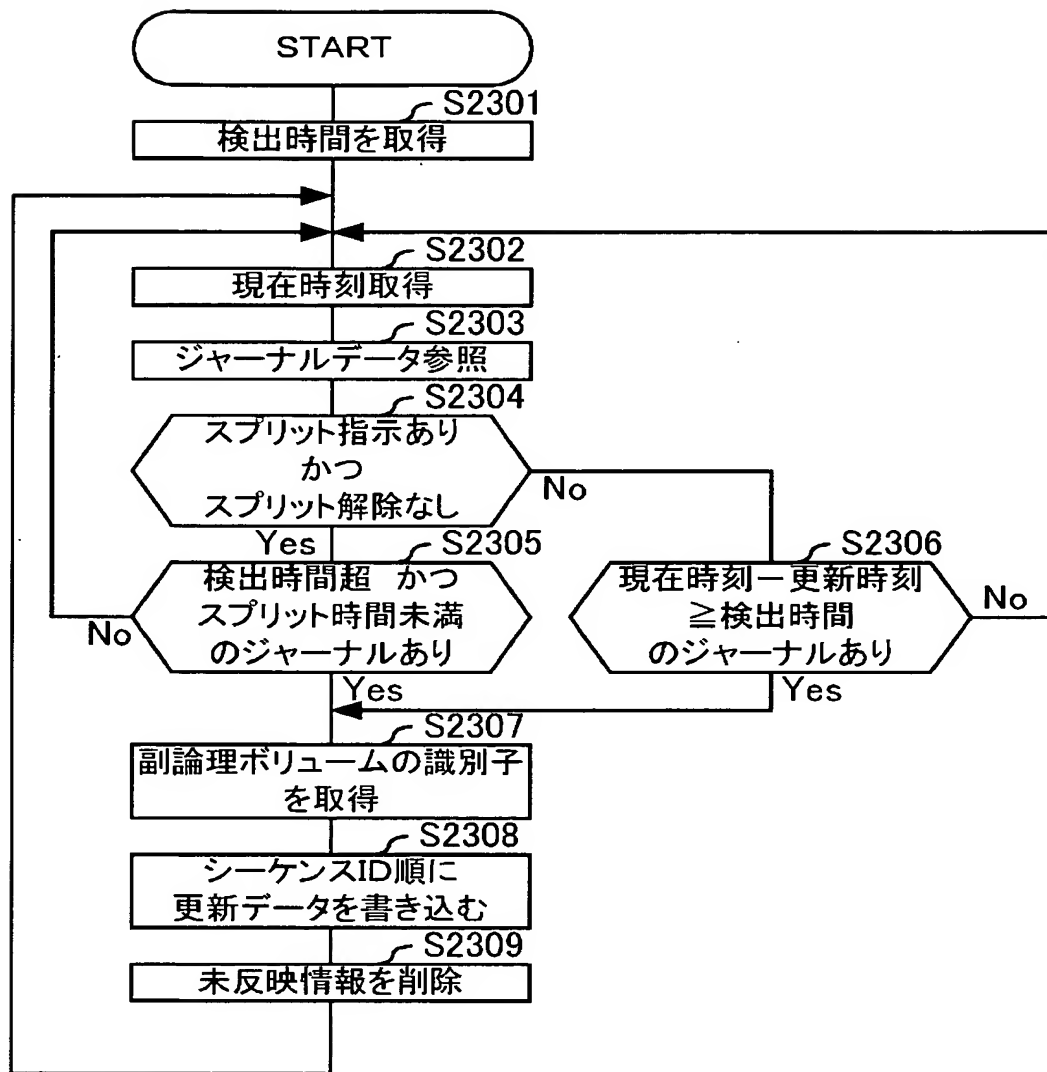 START
S2301
検出時間を取得
S2302
現在時刻取得
S2303
ジャーナルデータ参照
S2304
スプリット指示あり
かつ
スプリット解除なし
No
Yes
S2305
検出時間超 かつ
スプリット時間未満
のジャーナルあり
No
Yes
S2306
現在時刻－更新時刻
≧検出時間
のジャーナルあり
No
Yes
S2307
副論理ボリュームの識別子
を取得
S2308
シーケンスID順に
更新データを書き込む
S2309
未反映情報を削除